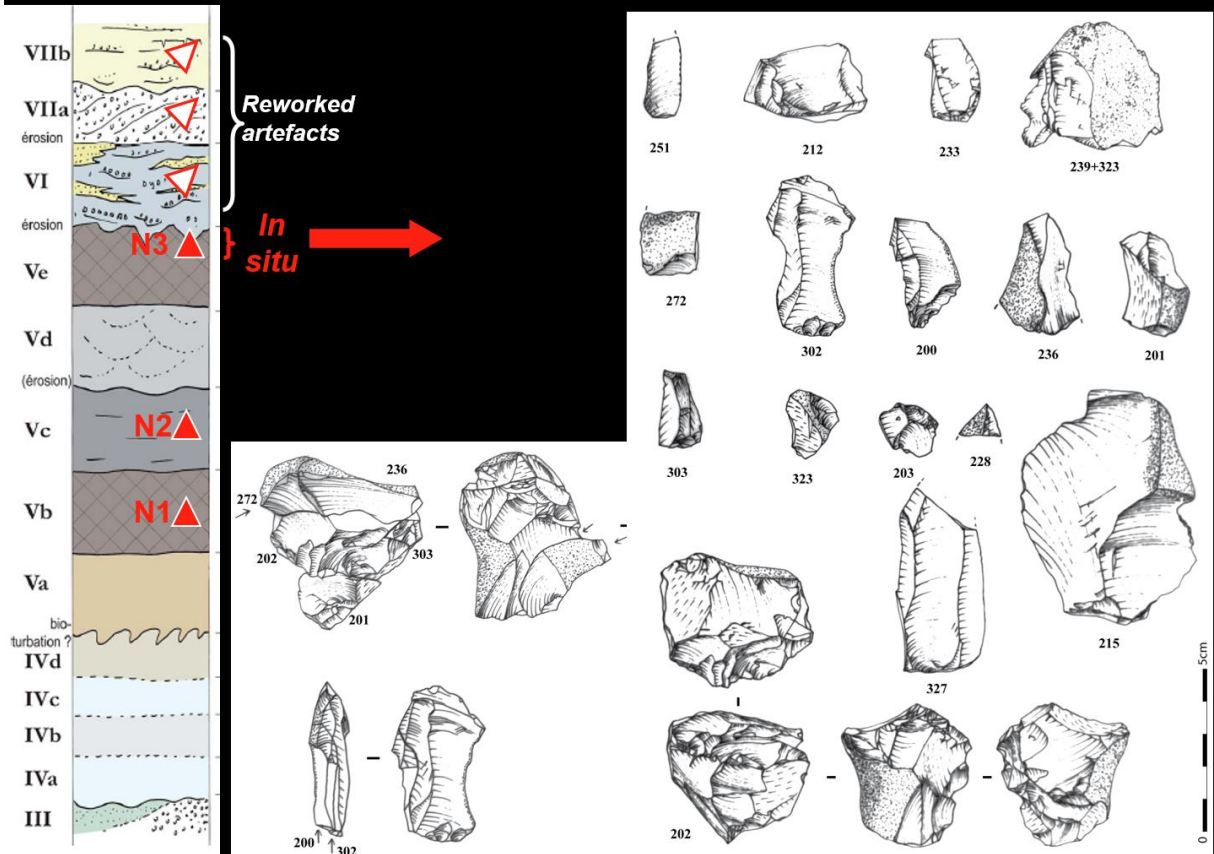 VIIb
VIIa
érosion
VI
érosion
N3
Ve
Vd
(érosion)
Vc
N2
Vb
N1
Va
bio-
turbation ?
IVd
IVc
IVb
IVa
III
Reworked
artefacts
In
situ
251
212
233
239+323
272
302
200
236
201
303
323
203
228
215
327
202
236
272
202
303
201
200
302
0
5cm